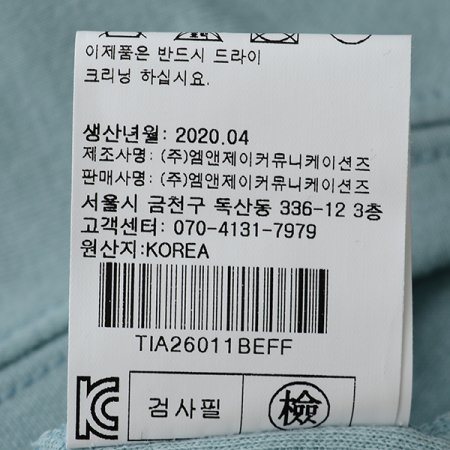 이제품은 반드시 드라이
크리닝 하십시요.
생산년월: 2020.04
제조사명: (주)엠앤제이커뮤니케이션즈
판매사명: (주)엠앤제이커뮤니케이션즈
서울시 금천구 독산동 336-12 3층
고객센터: 070-4131-7979
원산지:KOREA
TIA26011BEFF
KC 검사필 檢